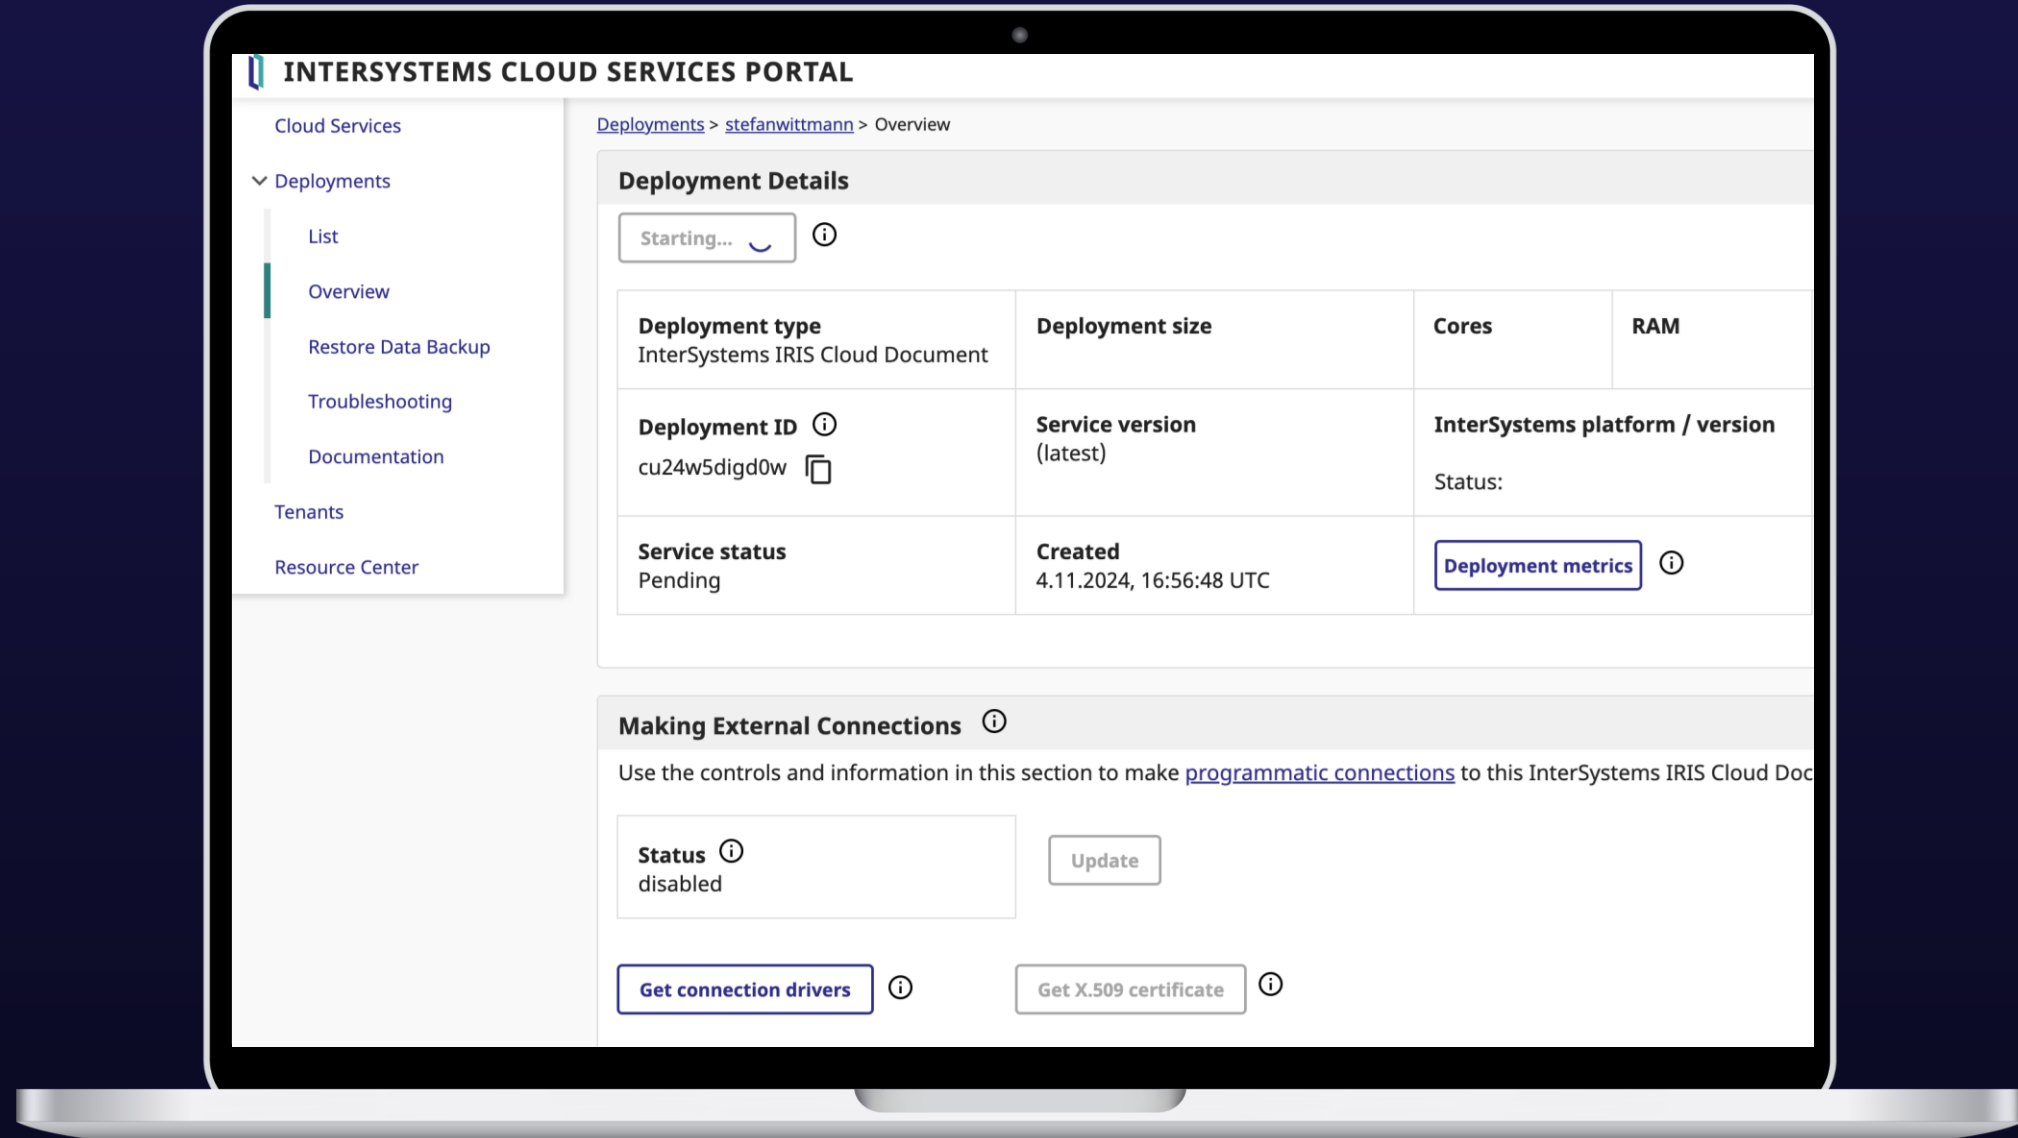 INTERSYSTEMS CLOUD SERVICES PORTAL
Cloud Services
Deployments
List
Overview
Restore Data Backup
Troubleshooting
Documentation
Tenants
Resource Center
Deployments > stefanwittmann > Overview
Deployment Details
Starting...
Deployment type
InterSystems IRIS Cloud Document
Deployment size
Cores
RAM
Deployment ID
cu24w5digd0w
Service version
(latest)
InterSystems platform / version
Status:
Service status
Pending
Created
4.11.2024, 16:56:48 UTC
Deployment metrics
Making External Connections
Use the controls and information in this section to make programmatic connections to this InterSystems IRIS Cloud Doc
Status
disabled
Update
Get connection drivers
Get X.509 certificate